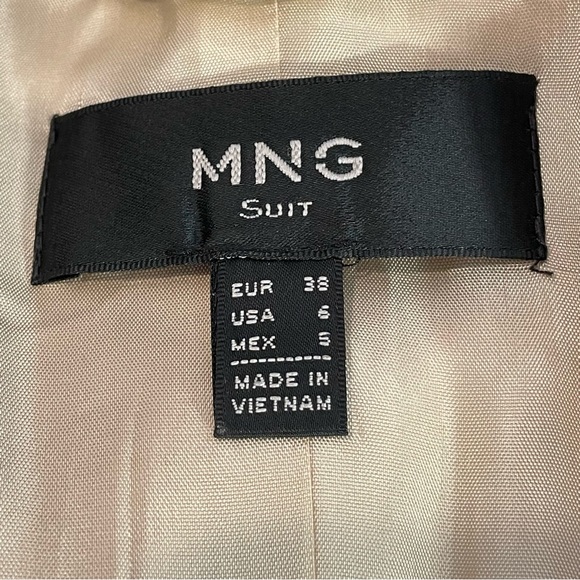 MNG
SUIT
EUR 38
USA 6
MEX S
MADE IN
VIETNAM